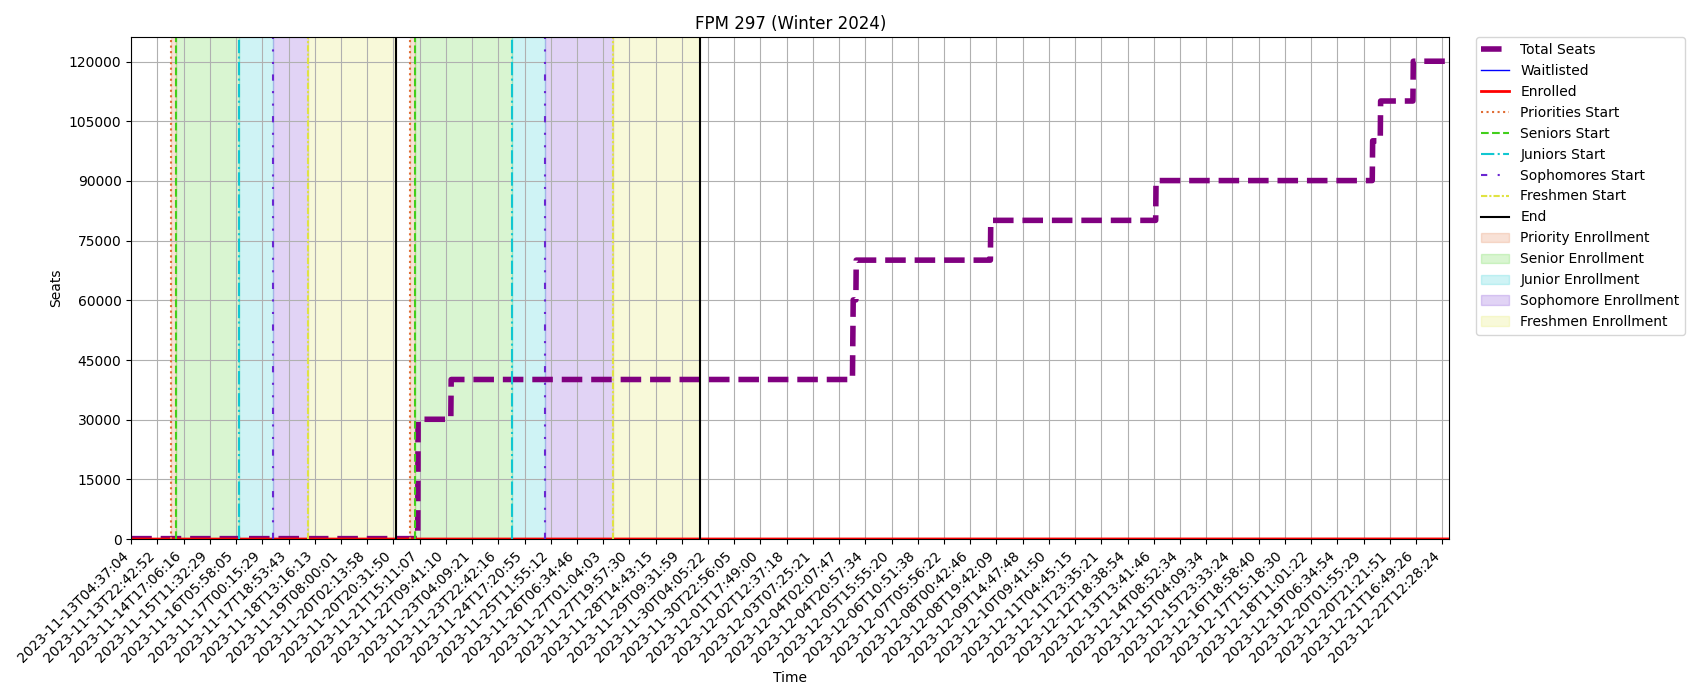 FPM 297 (Winter 2024)
120000
105000
90000
75000
60000
45000
30000
15000
0
Seats
2023-11-13T04:37:04
2023-11-13T22:42:52
2023-11-14T17:06:16
2023-11-15T11:32:29
2023-11-16T05:58:05
2023-11-17T00:15:29
2023-11-17T18:53:43
2023-11-18T13:16:13
2023-11-19T08:00:01
2023-11-20T02:13:58
2023-11-20T20:31:50
2023-11-21T15:11:07
2023-11-22T09:41:10
2023-11-23T04:09:21
2023-11-23T22:42:16
2023-11-24T17:20:55
2023-11-25T11:55:12
2023-11-26T06:34:46
2023-11-27T01:04:03
2023-11-27T19:57:30
2023-11-28T14:43:15
2023-11-29T09:31:59
2023-11-30T04:05:22
2023-11-30T22:56:05
2023-12-01T17:49:00
2023-12-02T12:37:18
2023-12-03T07:25:21
2023-12-04T02:07:47
2023-12-04T20:57:34
2023-12-05T15:55:20
2023-12-06T10:51:38
2023-12-07T05:56:22
2023-12-08T00:42:46
2023-12-08T19:42:09
2023-12-09T14:47:48
2023-12-10T09:41:50
2023-12-11T04:45:15
2023-12-11T23:35:21
2023-12-12T18:38:54
2023-12-13T13:41:46
2023-12-14T08:52:34
2023-12-15T04:09:34
2023-12-15T23:33:24
2023-12-16T18:58:40
2023-12-17T15:18:30
2023-12-18T11:01:22
2023-12-19T06:34:54
2023-12-20T01:55:29
2023-12-20T21:21:51
2023-12-21T16:49:26
2023-12-22T12:28:24
Time
Total Seats
Waitlisted
Enrolled
Priorities Start
Seniors Start
Juniors Start
Sophomores Start
Freshmen Start
End
Priority Enrollment
Senior Enrollment
Junior Enrollment
Sophomore Enrollment
Freshmen Enrollment